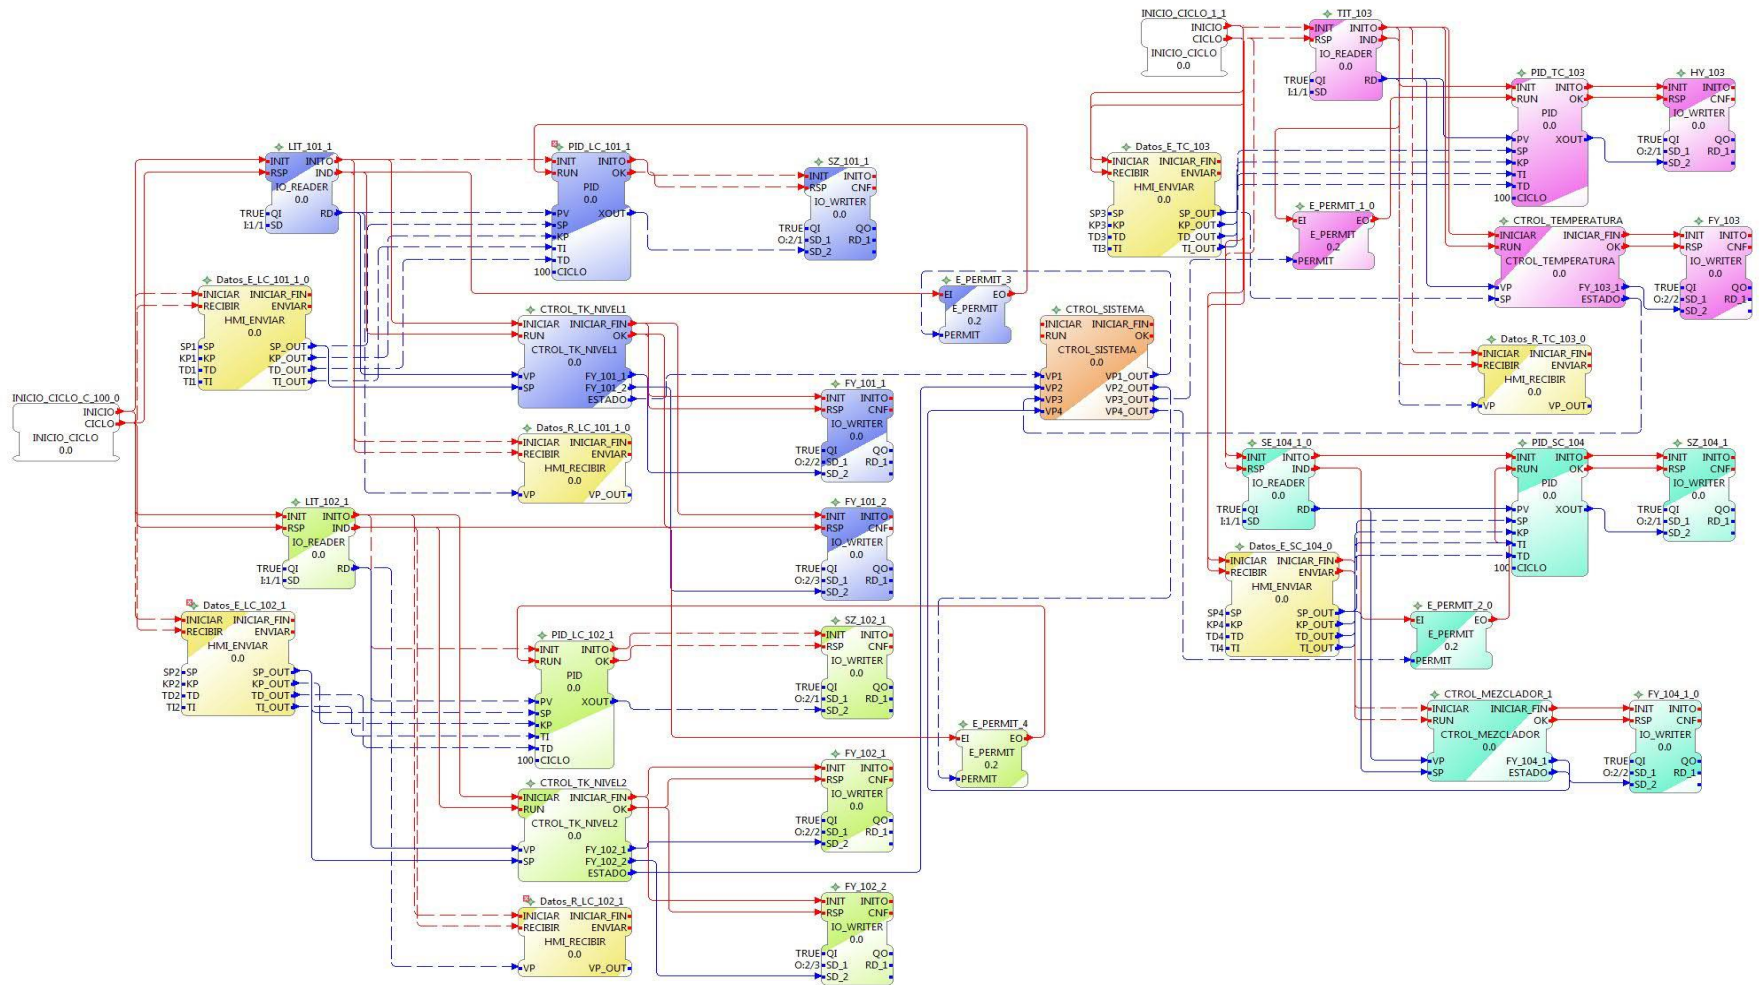 INICIO_CICLO_C_100_0
INICIO
CICLO
INICIO_CICLO
0.0
LIT_101_1
INIT INITO
RSP IND
IO_READER
0.0
TRUE QI RD
I:1/1 SD
Datos_E_LC_101_1_0
INICIAR INICIAR_FIN
RECIBIR ENVIAR
HMI_ENVIAR
0.0
SP1 SP SP_OUT
KP1 KP KP_OUT
TD1 TD TD_OUT
TI1 TI TI_OUT
LIT_102_1
INIT INITO
RSP IND
IO_READER
0.0
TRUE QI RD
I:1/1 SD
Datos_E_LC_102_1
INICIAR INICIAR_FIN
RECIBIR ENVIAR
HMI_ENVIAR
0.0
SP2 SP SP_OUT
KP2 KP KP_OUT
TD2 TD TD_OUT
TI2 TI TI_OUT
PID_LC_101_1
INIT INITO
RUN OK
PID
0.0
PV XOUT
SP
KP
TI
TD
100 CICLO
CTROL_TK_NIVEL1
INICIAR INICIAR_FIN
RUN OK
CTROL_TK_NIVEL1
0.0
VP FY_101_1
SP FY_101_2
ESTADO
Datos_R_LC_101_1_0
INICIAR INICIAR_FIN
RECIBIR ENVIAR
HMI_RECIBIR
0.0
VP VP_OUT
PID_LC_102_1
INIT INITO
RUN OK
PID
0.0
PV XOUT
SP
KP
TI
TD
100 CICLO
CTROL_TK_NIVEL2
INICIAR INICIAR_FIN
RUN OK
CTROL_TK_NIVEL2
0.0
VP FY_102_1
SP FY_102_2
ESTADO
Datos_R_LC_102_1
INICIAR INICIAR_FIN
RECIBIR ENVIAR
HMI_RECIBIR
0.0
VP VP_OUT
SZ_101_1
INIT INITO
RSP CNF
IO_WRITER
0.0
TRUE QI QO
O:2/1 SD_1 RD_1
SD_2
FY_101_1
INIT INITO
RSP CNF
IO_WRITER
0.0
TRUE QI QO
O:2/2 SD_1 RD_1
SD_2
FY_101_2
INIT INITO
RSP CNF
IO_WRITER
0.0
TRUE QI QO
O:2/3 SD_1 RD_1
SD_2
SZ_102_1
INIT INITO
RSP CNF
IO_WRITER
0.0
TRUE QI QO
O:2/1 SD_1 RD_1
SD_2
FY_102_1
INIT INITO
RSP CNF
IO_WRITER
0.0
TRUE QI QO
O:2/2 SD_1 RD_1
SD_2
FY_102_2
INIT INITO
RSP CNF
IO_WRITER
0.0
TRUE QI QO
O:2/3 SD_1 RD_1
SD_2
E_PERMIT_3
EI EO
E_PERMIT
0.2
PERMIT
E_PERMIT_4
EI EO
E_PERMIT
0.2
PERMIT
CTROL_SISTEMA
INICIAR INICIAR_FIN
RUN OK
CTROL_SISTEMA
0.0
VP1 VP1_OUT
VP2 VP2_OUT
VP3 VP3_OUT
VP4 VP4_OUT
INICIO_CICLO_1_1
INICIO
CICLO
INICIO_CICLO
0.0
Datos_E_TC_103
INICIAR INICIAR_FIN
RECIBIR ENVIAR
HMI_ENVIAR
0.0
SP3 SP SP_OUT
KP3 KP KP_OUT
TD3 TD TD_OUT
TI3 TI TI_OUT
TIT_103
INIT INITO
RSP IND
IO_READER
0.0
TRUE QI RD
I:1/1 SD
E_PERMIT_1_0
EI EO
E_PERMIT
0.2
PERMIT
PID_TC_103
INIT INITO
RUN OK
PID
0.0
PV XOUT
SP
KP
TI
TD
100 CICLO
HY_103
INIT INITO
RSP CNF
IO_WRITER
0.0
TRUE QI QO
O:2/1 SD_1 RD_1
SD_2
CTROL_TEMPERATURA
INICIAR INICIAR_FIN
RUN OK
CTROL_TEMPERATURA
0.0
VP FY_103_1
SP ESTADO
FY_103
INIT INITO
RSP CNF
IO_WRITER
0.0
TRUE QI QO
O:2/2 SD_1 RD_1
SD_2
Datos_R_TC_103_0
INICIAR INICIAR_FIN
RECIBIR ENVIAR
HMI_RECIBIR
0.0
VP VP_OUT
SE_104_1_0
INIT INITO
RSP IND
IO_READER
0.0
TRUE QI RD
I:1/1 SD
PID_SC_104
INIT INITO
RUN OK
PID
0.0
PV XOUT
SP
KP
TI
TD
100 CICLO
SZ_104_1
INIT INITO
RSP CNF
IO_WRITER
0.0
TRUE QI QO
O:2/1 SD_1 RD_1
SD_2
Datos_E_SC_104_0
INICIAR INICIAR_FIN
RECIBIR ENVIAR
HMI_ENVIAR
0.0
SP4 SP SP_OUT
KP4 KP KP_OUT
TD4 TD TD_OUT
TI4 TI TI_OUT
E_PERMIT_2_0
EI EO
E_PERMIT
0.2
PERMIT
CTROL_MEZCLADOR_1
INICIAR INICIAR_FIN
RUN OK
CTROL_MEZCLADOR
0.0
VP FY_104_1
SP ESTADO
FY_104_1_0
INIT INITO
RSP CNF
IO_WRITER
0.0
TRUE QI QO
O:2/2 SD_1 RD_1
SD_2